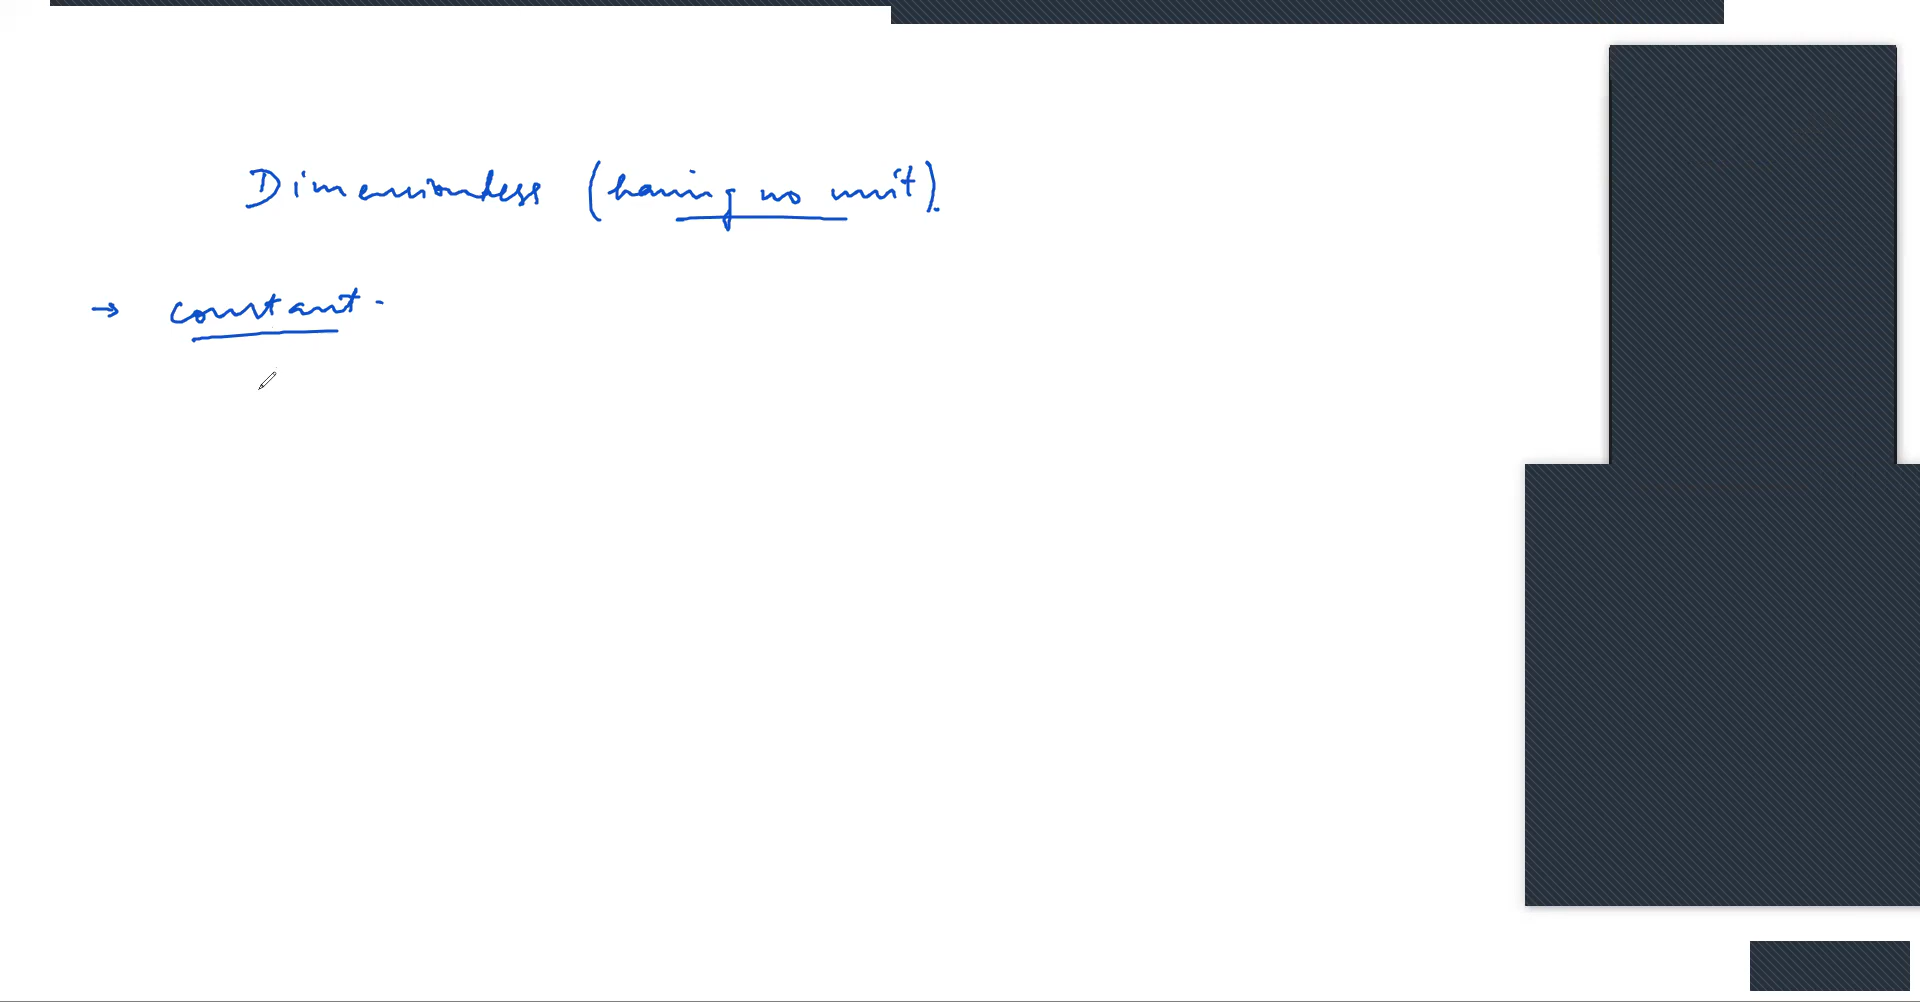 Dimensionless (having no unit).
→ constant.